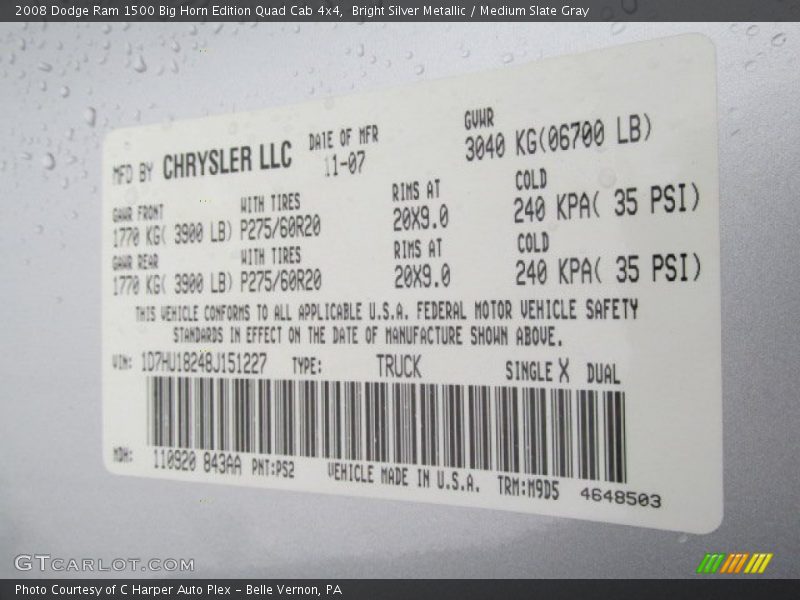 2008 Dodge Ram 1500 Big Horn Edition Quad Cab 4x4,  Bright Silver Metallic / Medium Slate Gray
MFD BY CHRYSLER LLC DATE OF MFR GVWR
11-07 3040 KG(06700 LB)
GAWR FRONT WITH TIRES RIMS AT COLD
1770 KG( 3900 LB) P275/60R20 20X9.0 240 KPA( 35 PSI)
GAWR REAR WITH TIRES RIMS AT COLD
1770 KG( 3900 LB) P275/60R20 20X9.0 240 KPA( 35 PSI)
THIS VEHICLE CONFORMS TO ALL APPLICABLE U.S.A. FEDERAL MOTOR VEHICLE SAFETY
STANDARDS IN EFFECT ON THE DATE OF MANUFACTURE SHOWN ABOVE.
VIN: 1D7HU18248J151227 TYPE: TRUCK SINGLE X DUAL
MDH: 110920 843AA PNT:PS2 VEHICLE MADE IN U.S.A. TRM:M9D5 4648503
GTCARLOT.COM
Photo Courtesy of C Harper Auto Plex - Belle Vernon, PA